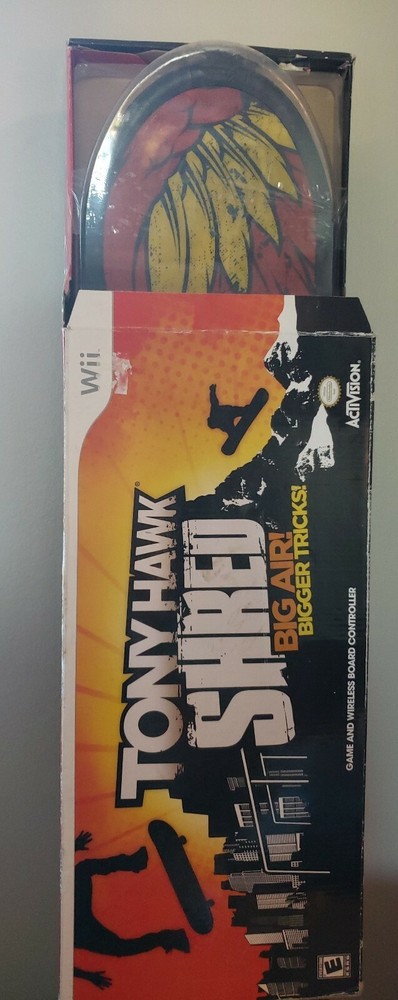 Wii
TONY HAWK®
SHRED
BIG AIR!
BIGGER TRICKS!
ACTIVISION.
GAME AND WIRELESS BOARD CONTROLLER
E